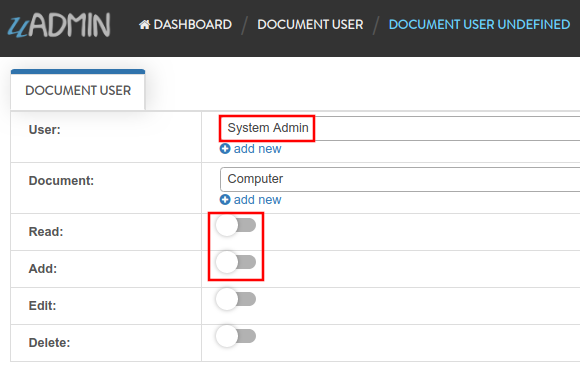 uADMIN DASHBOARD / DOCUMENT USER / DOCUMENT USER UNDEFINED
DOCUMENT USER
User: System Admin
add new
Document: Computer
add new
Read:
Add:
Edit:
Delete: